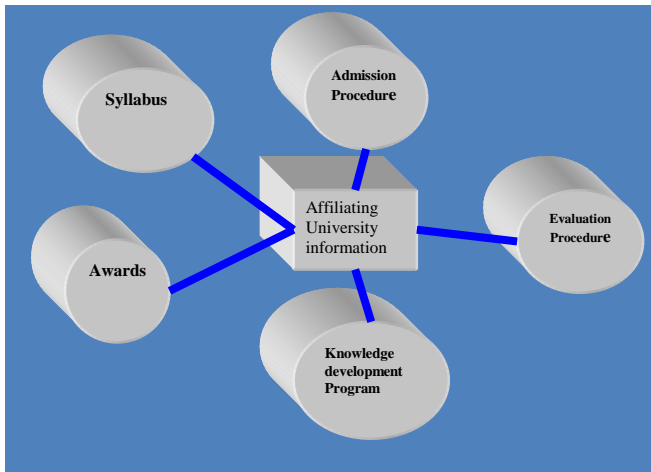 Syllabus
Admission
Procedure
Affiliating
University
information
Evaluation
Procedure
Awards
Knowledge
development
Program